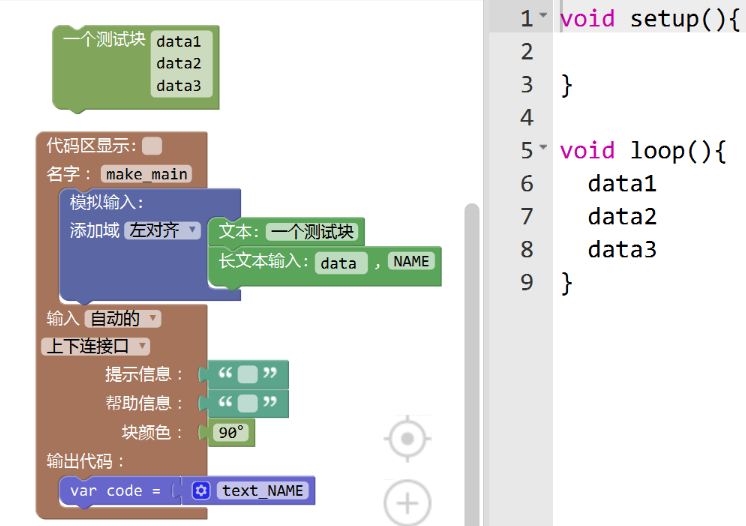 一个测试块 data1
data2
data3
代码区显示:
名字： make_main
模拟输入:
添加域 左对齐
文本: 一个测试块
长文本输入: data , NAME
输入 自动的
上下连接口
提示信息： “ ”
帮助信息： “ ”
块颜色： 90°
输出代码：
var code = text_NAME
1 void setup(){
2
3 }
4
5 void loop(){
6 data1
7 data2
8 data3
9 }